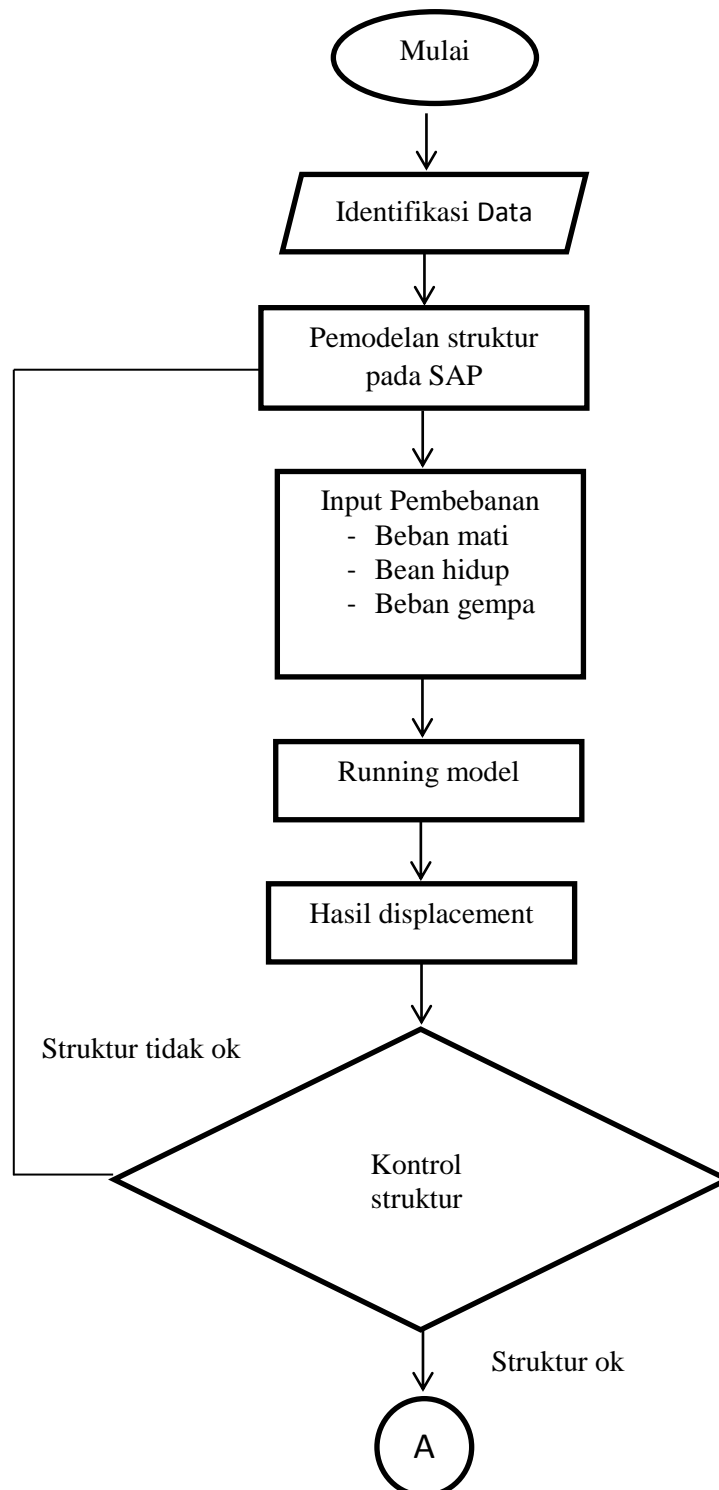 Mulai
Identifikasi Data
Pemodelan struktur
pada SAP
Input Pembebanan
- Beban mati
- Bean hidup
- Beban gempa
Running model
Hasil displacement
Struktur tidak ok
Kontrol
struktur
Struktur ok
A